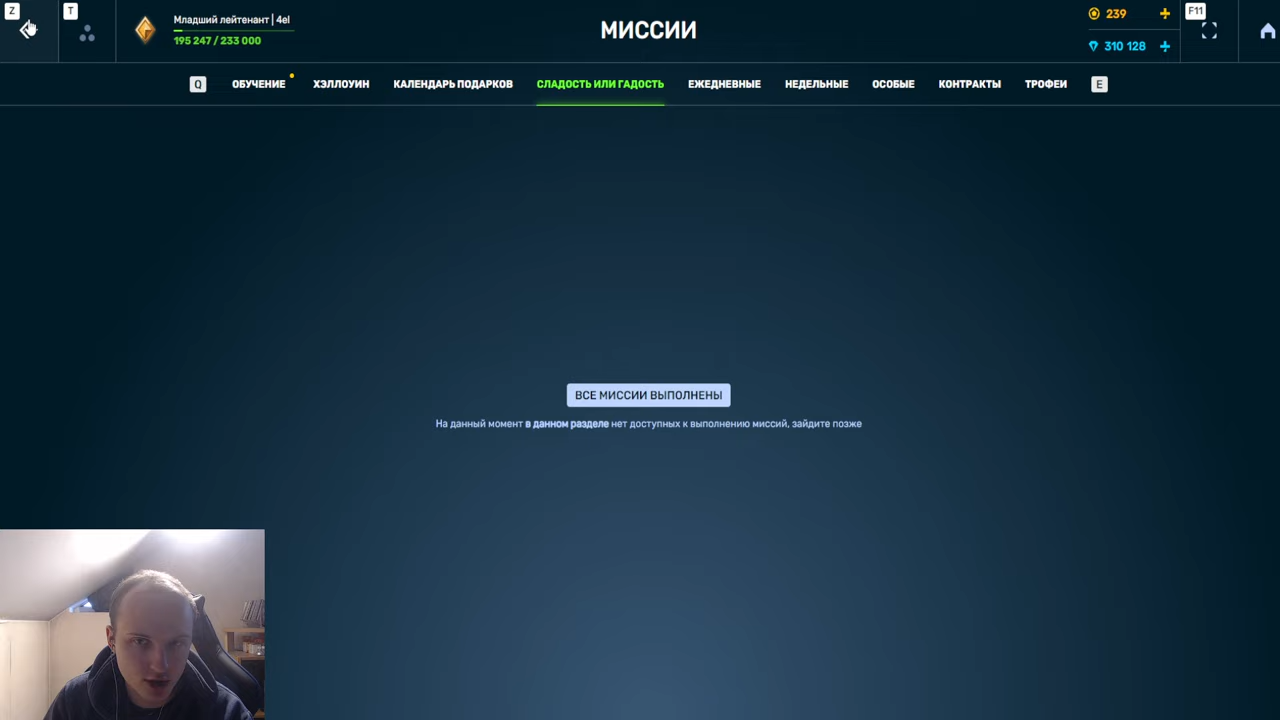 Z
T
Младший лейтенант | 4el
195 247 / 233 000
МИССИИ
239
310 128
F11
Q
ОБУЧЕНИЕ
ХЭЛЛОУИН
КАЛЕНДАРЬ ПОДАРКОВ
СЛАДОСТЬ ИЛИ ГАДОСТЬ
ЕЖЕДНЕВНЫЕ
НЕДЕЛЬНЫЕ
ОСОБЫЕ
КОНТРАКТЫ
ТРОФЕИ
E
ВСЕ МИССИИ ВЫПОЛНЕНЫ
На данный момент в данном разделе нет доступных к выполнению миссий, зайдите позже